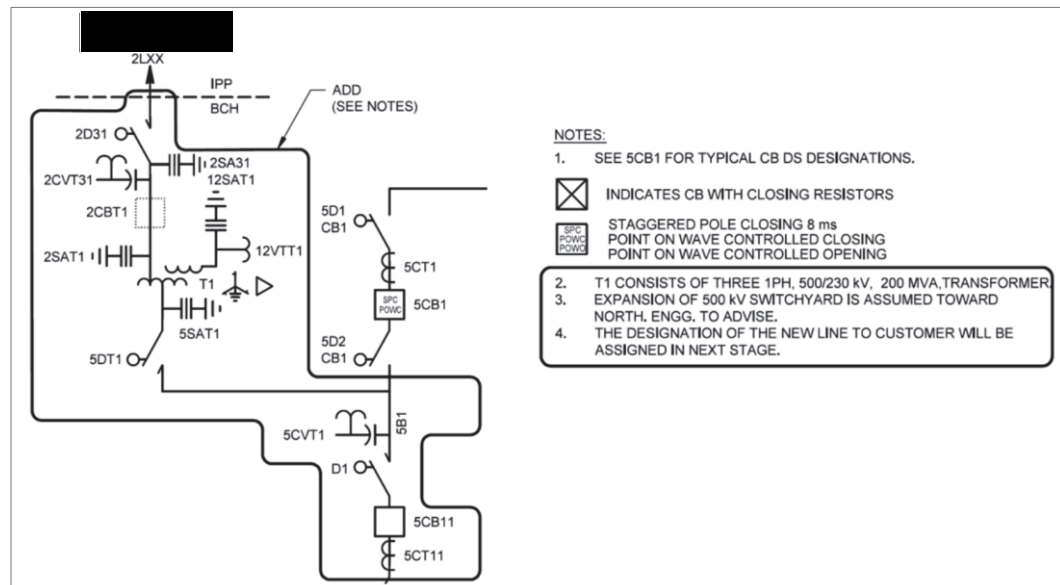 2LXX
IPP
BCH
ADD
(SEE NOTES)
2D31
2SA31
12SAT1
2CVT31
2CBT1
2SAT1
12VTT1
T1
5SAT1
5DT1
5D1
CB1
5CT1
SPC
POWC
5CB1
5D2
CB1
5CVT1
5B1
D1
5CB11
5CT11
NOTES:
1. SEE 5CB1 FOR TYPICAL CB DS DESIGNATIONS.
INDICATES CB WITH CLOSING RESISTORS
SPC
POWC
POWO
STAGGERED POLE CLOSING 8 ms
POINT ON WAVE CONTROLLED CLOSING
POINT ON WAVE CONTROLLED OPENING
2. T1 CONSISTS OF THREE 1PH, 500/230 kV, 200 MVA,TRANSFORMER.
3. EXPANSION OF 500 kV SWITCHYARD IS ASSUMED TOWARD
NORTH. ENGG. TO ADVISE.
4. THE DESIGNATION OF THE NEW LINE TO CUSTOMER WILL BE
ASSIGNED IN NEXT STAGE.